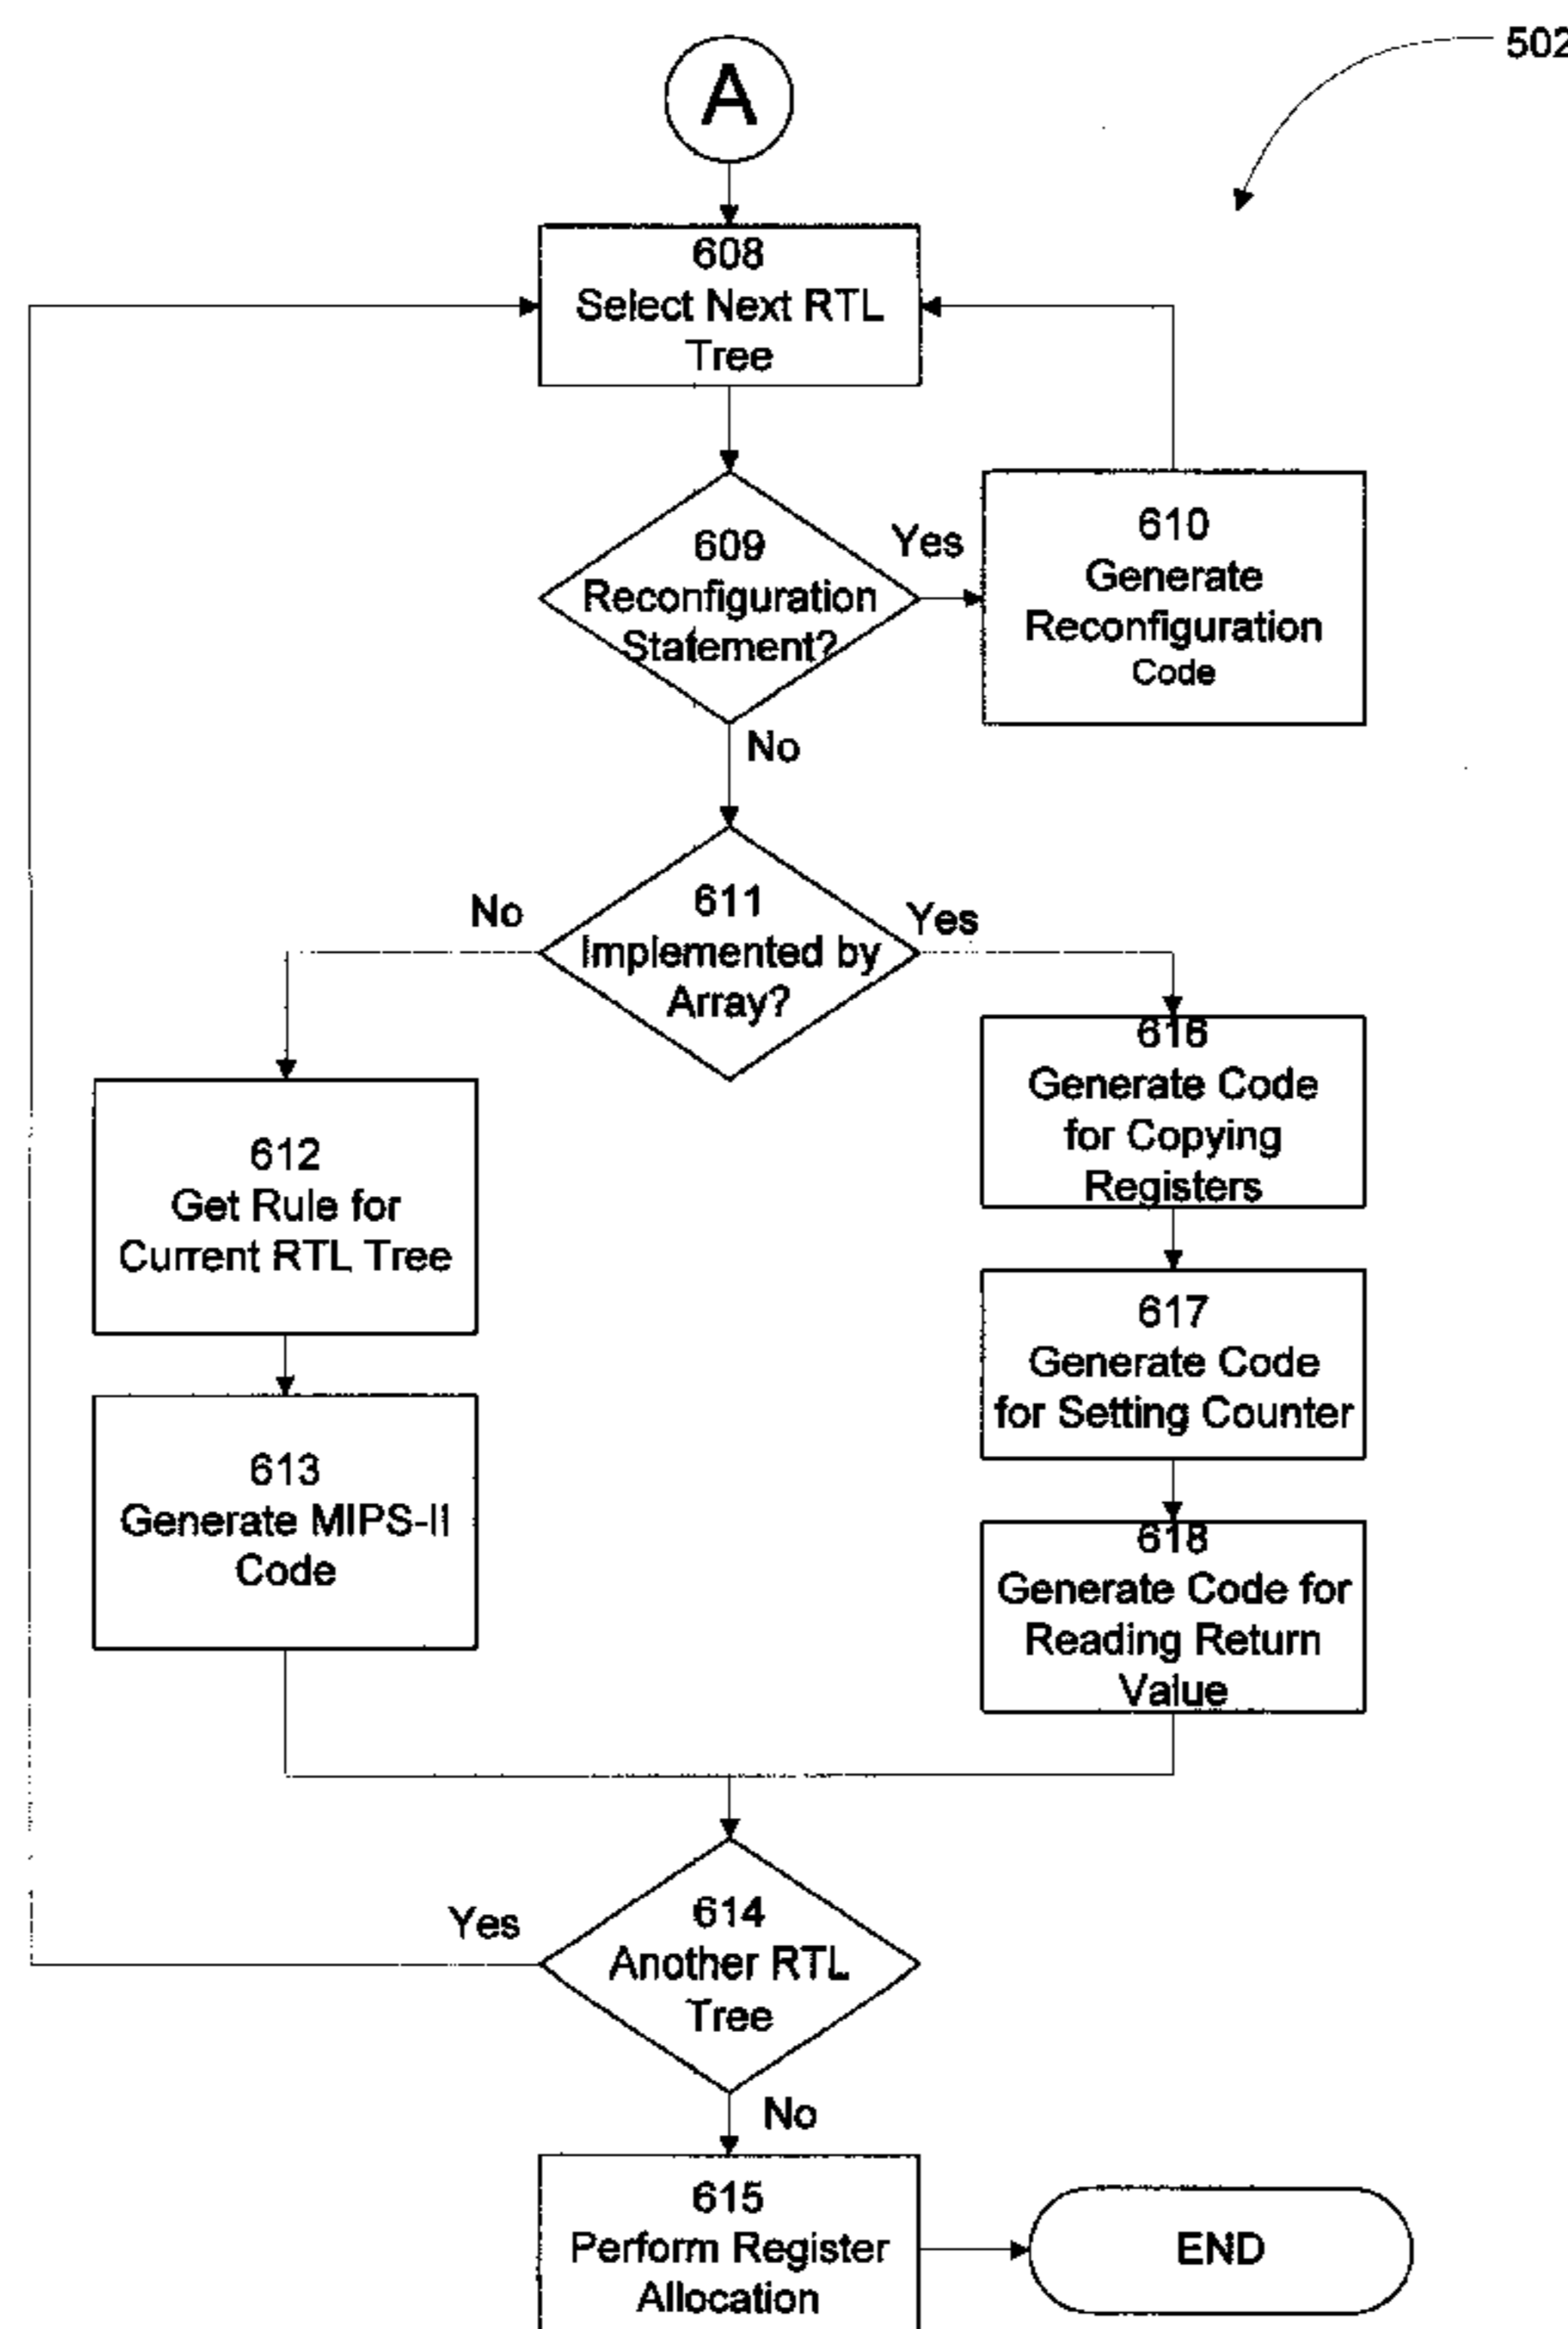 502
A
608
Select Next RTL
Tree
609
Reconfiguration
Statement?
Yes
610
Generate
Reconfiguration
Code
No
611
Implemented by
Array?
No
Yes
612
Get Rule for
Current RTL Tree
613
Generate MIPS-II
Code
616
Generate Code
for Copying
Registers
617
Generate Code
for Setting Counter
618
Generate Code for
Reading Return
Value
614
Another RTL
Tree
Yes
No
615
Perform Register
Allocation
END